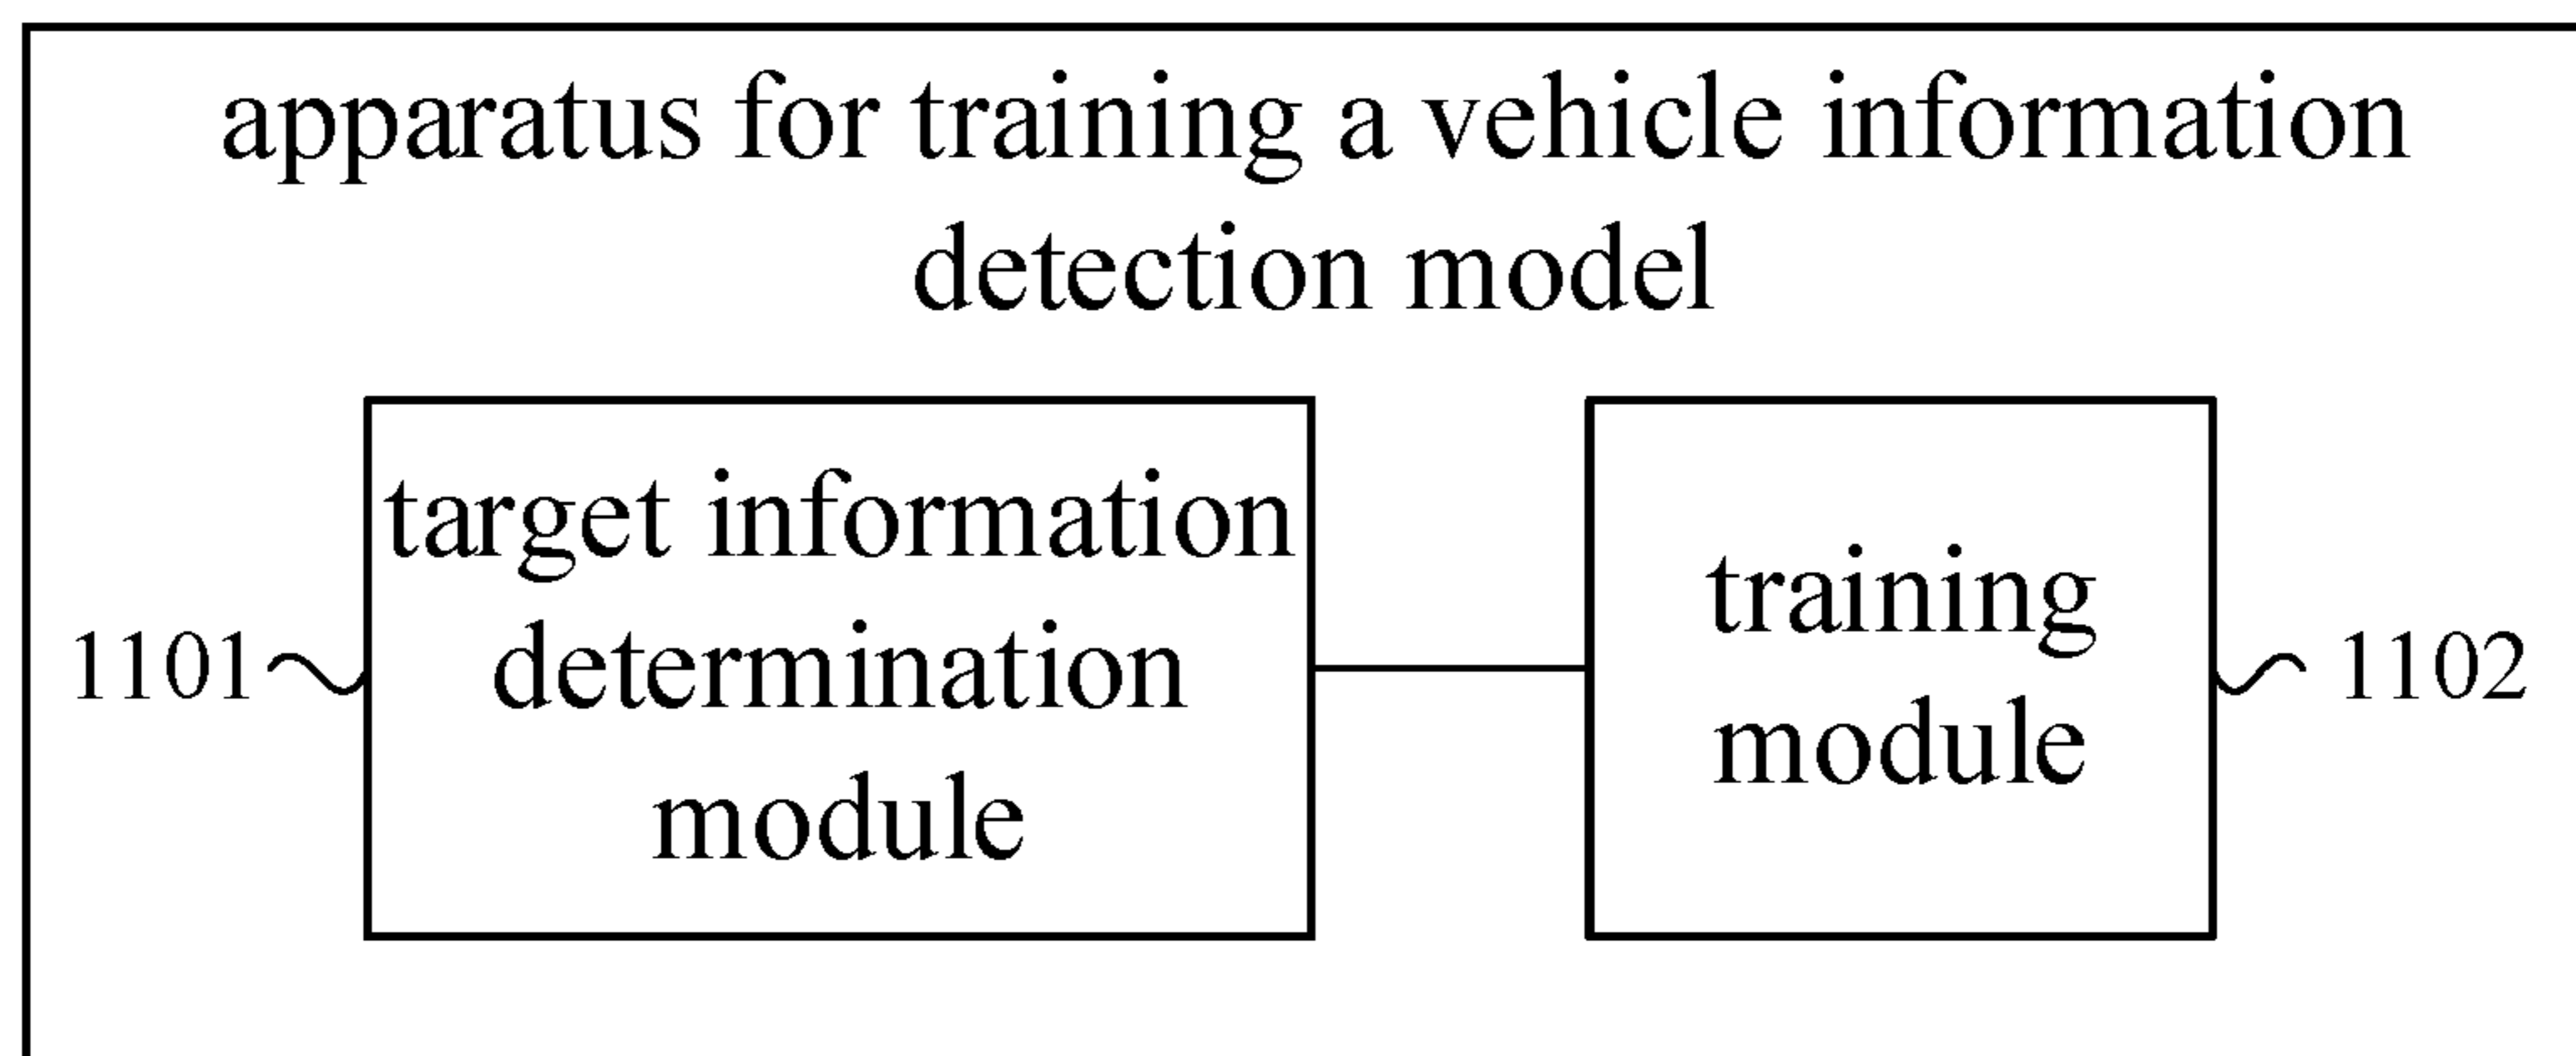 apparatus for training a vehicle information
detection model
target information
determination
module
training
module
1101
1102